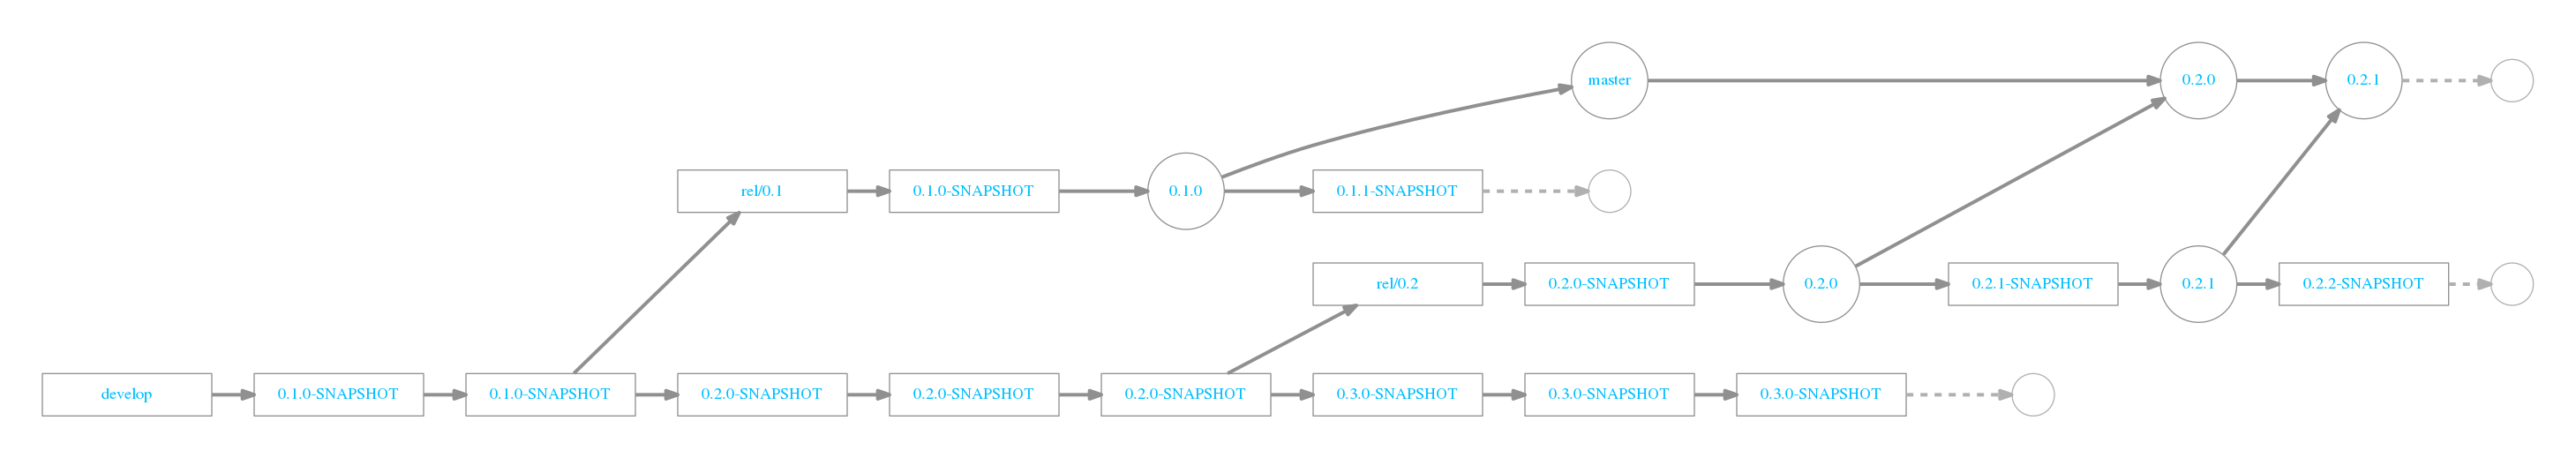 master
0.2.0
0.2.1
rel/0.1
0.1.0-SNAPSHOT
0.1.0
0.1.1-SNAPSHOT
rel/0.2
0.2.0-SNAPSHOT
0.2.0
0.2.1-SNAPSHOT
0.2.1
0.2.2-SNAPSHOT
develop
0.1.0-SNAPSHOT
0.1.0-SNAPSHOT
0.2.0-SNAPSHOT
0.2.0-SNAPSHOT
0.2.0-SNAPSHOT
0.3.0-SNAPSHOT
0.3.0-SNAPSHOT
0.3.0-SNAPSHOT